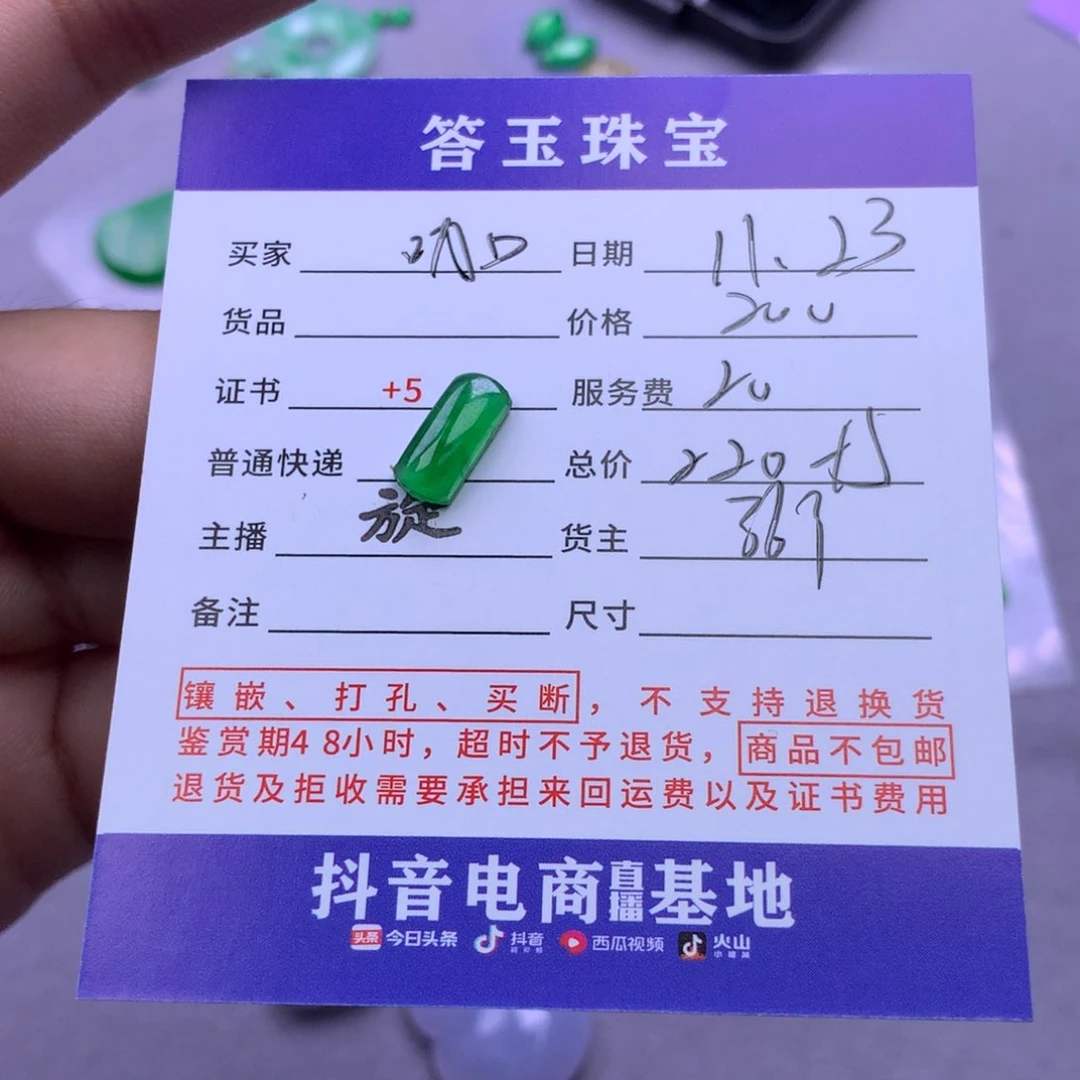 答玉珠宝
买家 日期 11.23
货品 价格 200
证书 +5 服务费 20
普通快递 总价 220
主播 旋 货主
备注 尺寸
镶嵌、打孔、买断，不支持退换货
鉴赏期48小时，超时不予退货，商品不包邮
退货及拒收需要承担来回运费以及证书费用
抖音电商直播基地
头条 今日头条 抖音 西瓜视频 火山